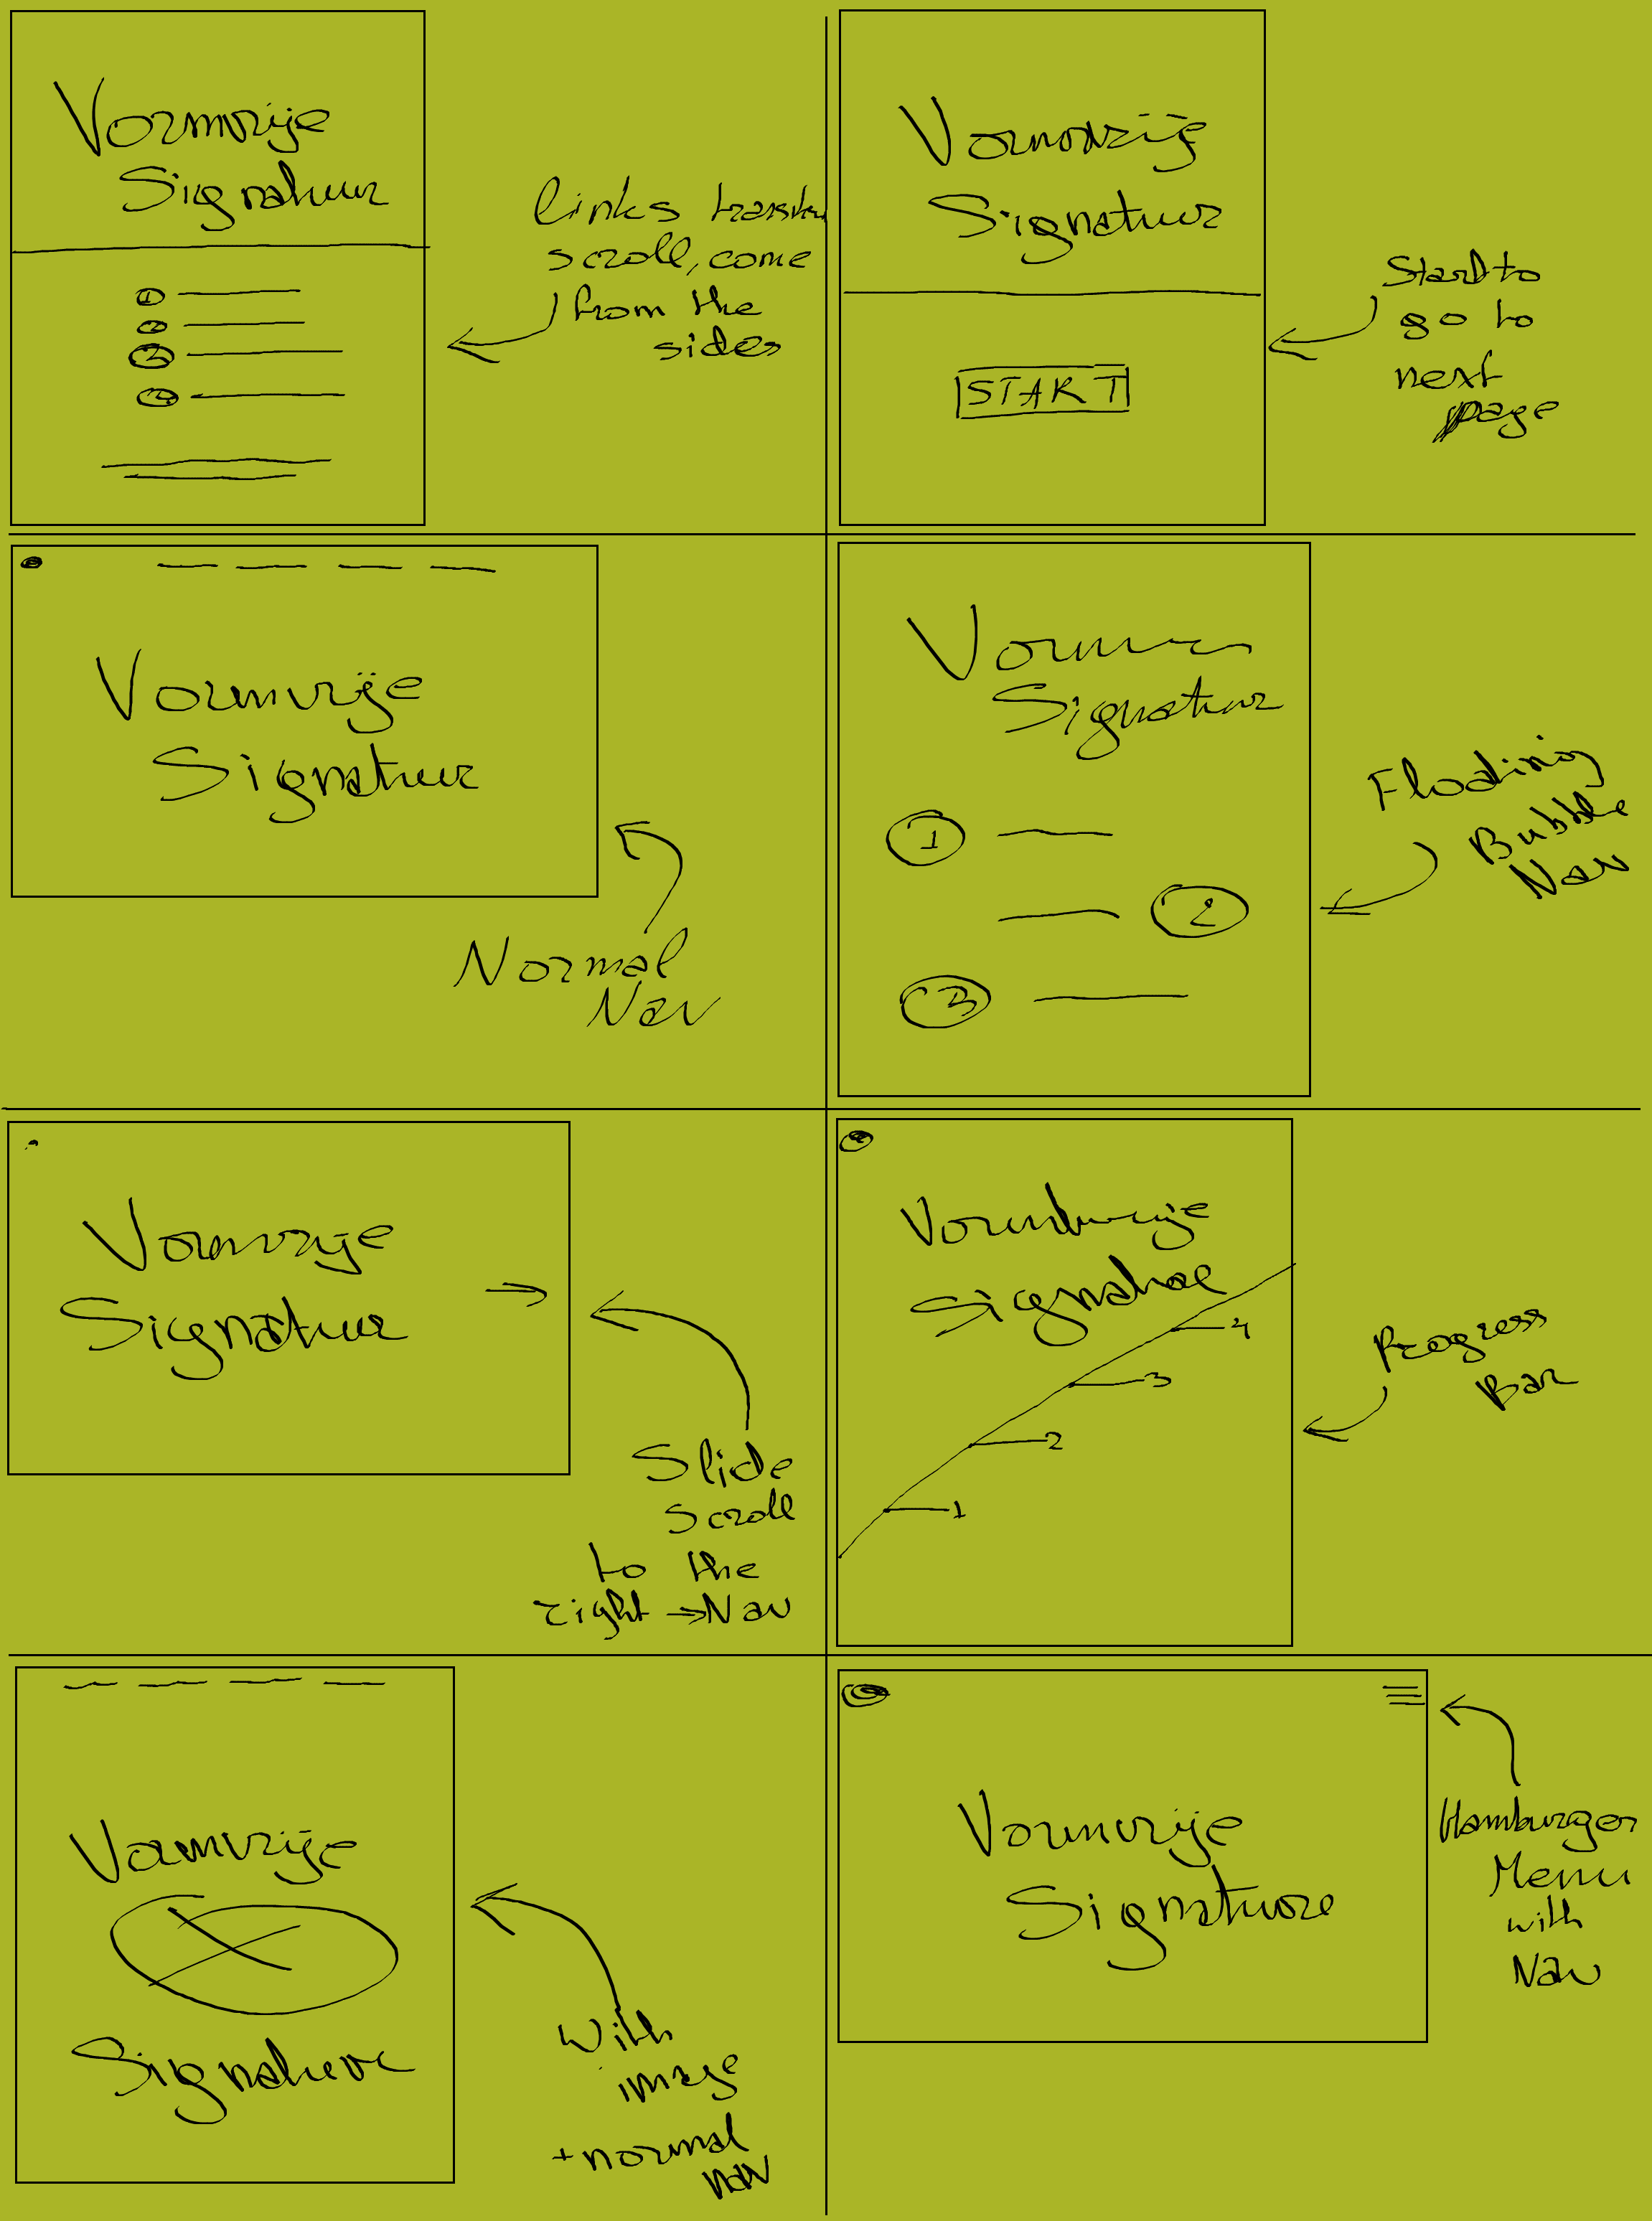 Vormvrije
Signatuur
links transition
scroll, come
from the
sides
1
2
3
4
Vormvrije
Signatuur
Start to
go to
next
page
START
Vormvrije
Signatuur
Normal
Nav
Vormv
Signatuur
Floating
Bubble
Nav
1
2
3
Vormvrije
Signatuur
Slide
scroll
to the
right → Nav
Vormvrije
Signatuur
4
3
2
1
Progress
Bar
Vormvrije
Signature
With
image
+ normal
nav
Vormvrije
Signature
Hamburger
Menu
with
Nav